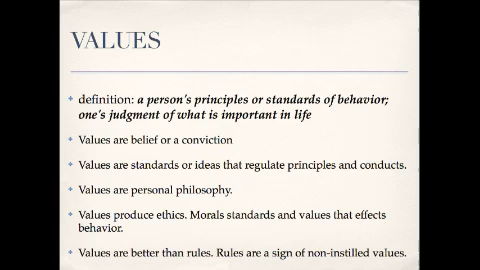 VALUES
definition: a person's principles or standards of behavior;
one's judgment of what is important in life
Values are belief or a conviction
Values are standards or ideas that regulate principles and conducts.
Values are personal philosophy.
Values produce ethics. Morals standards and values that effects
behavior.
Values are better than rules. Rules are a sign of non-instilled values.